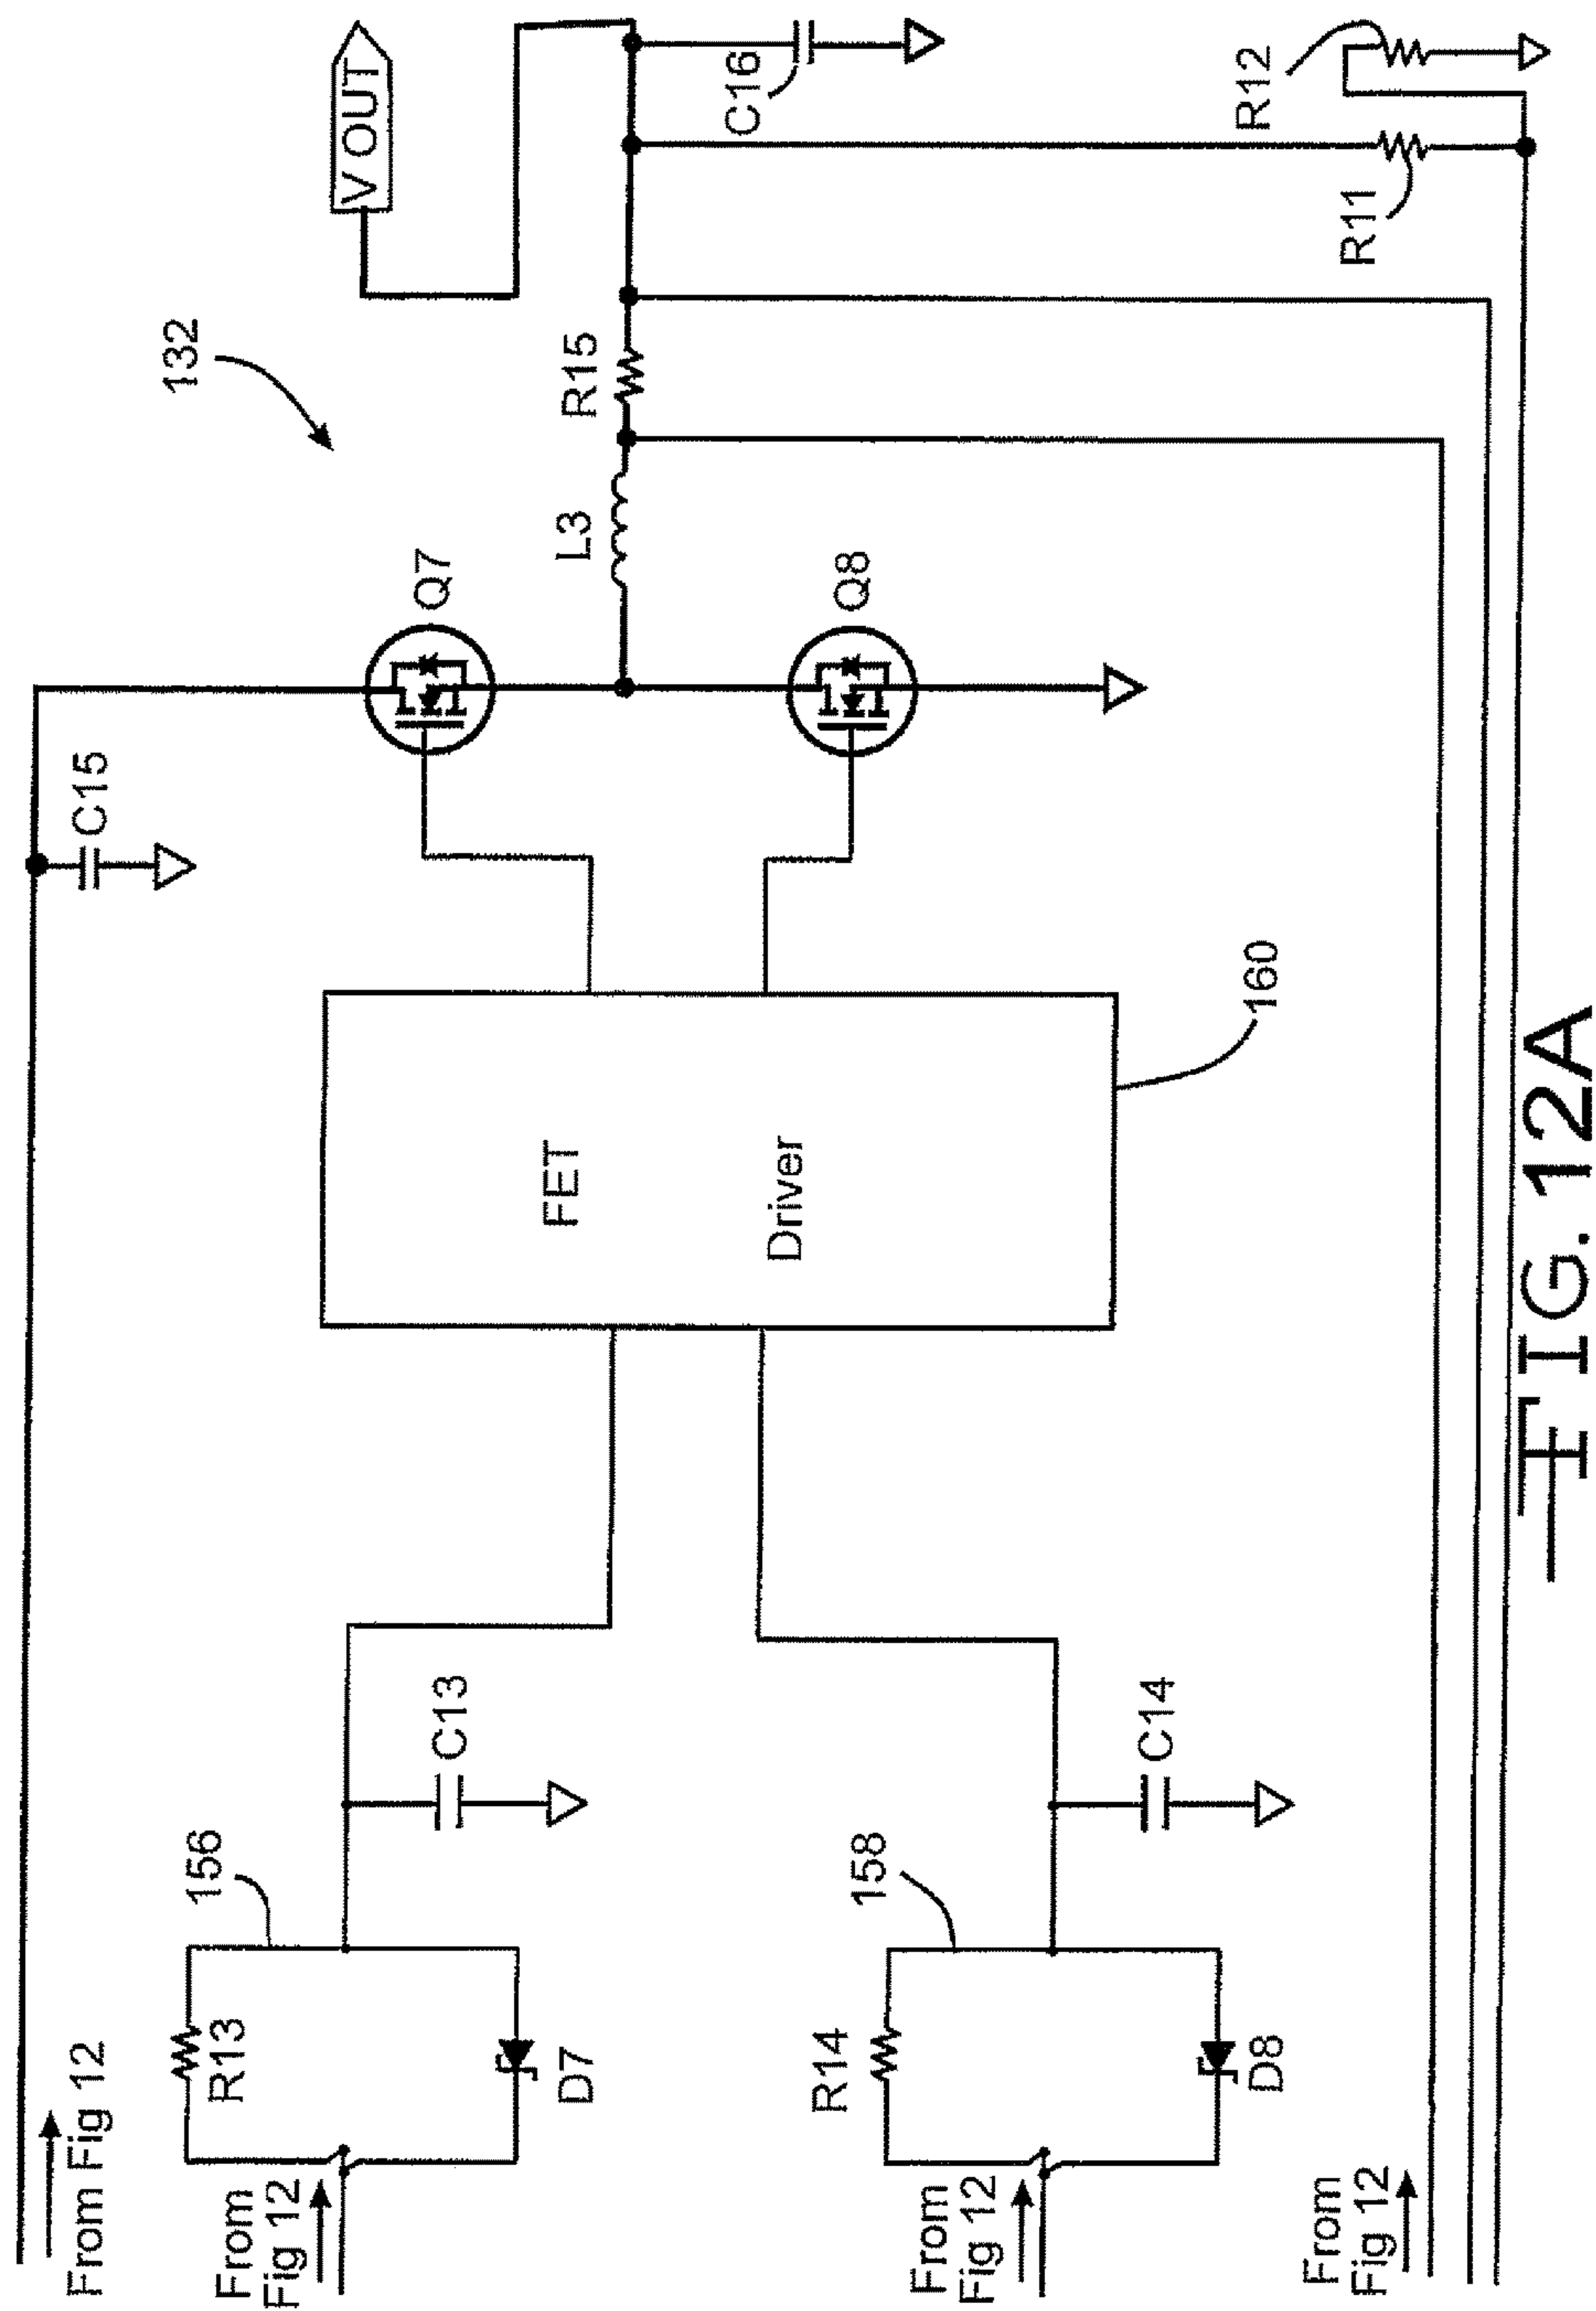 132
V OUT
C15
Q7
L3
R15
C16
Q8
R12
R11
FET
Driver
160
156
R13
D7
C13
158
R14
D8
C14
From Fig 12
From
Fig 12
From
Fig 12
From
Fig 12
FIG. 12A